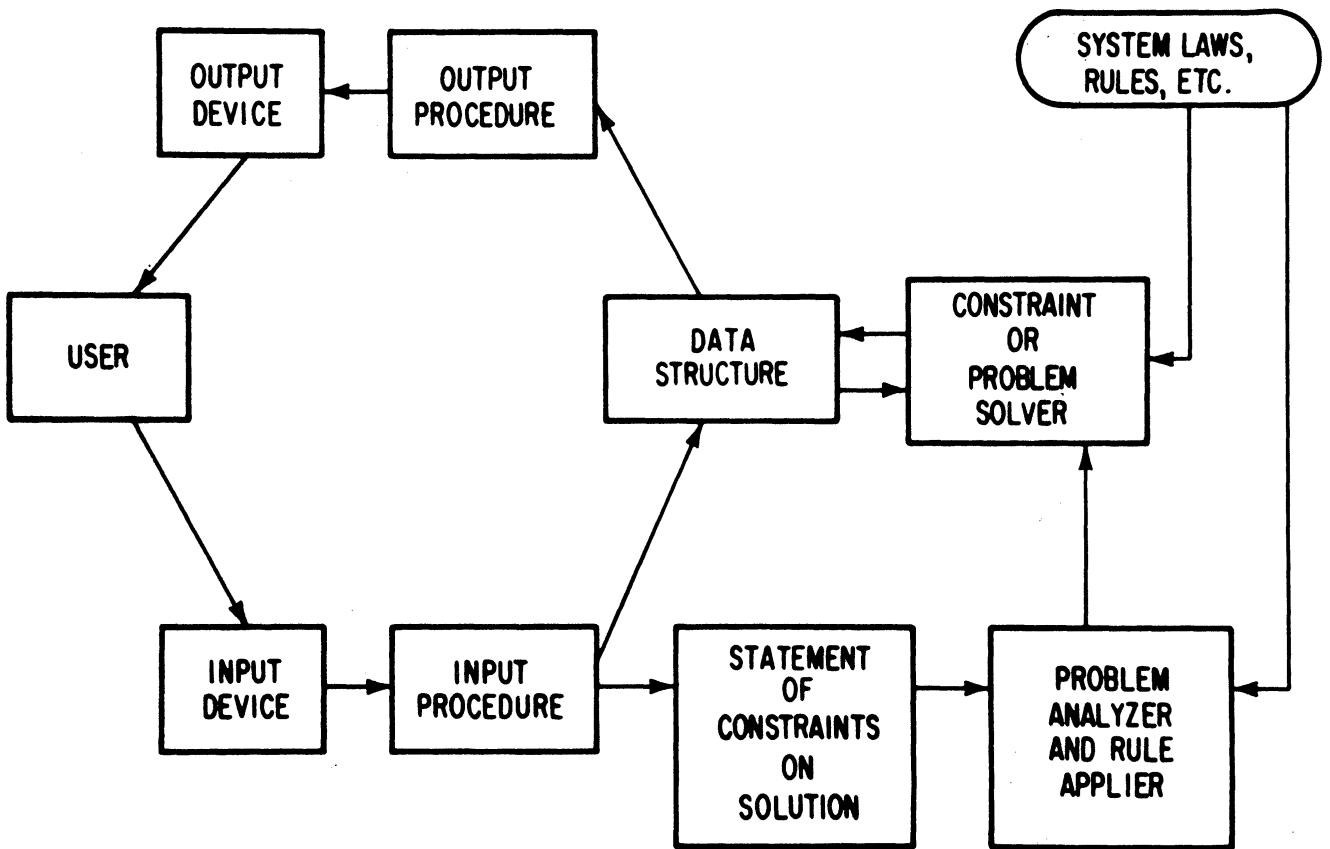 OUTPUT
DEVICE
OUTPUT
PROCEDURE
SYSTEM LAWS,
RULES, ETC.
USER
DATA
STRUCTURE
CONSTRAINT
OR
PROBLEM
SOLVER
INPUT
DEVICE
INPUT
PROCEDURE
STATEMENT
OF
CONSTRAINTS
ON
SOLUTION
PROBLEM
ANALYZER
AND RULE
APPLIER